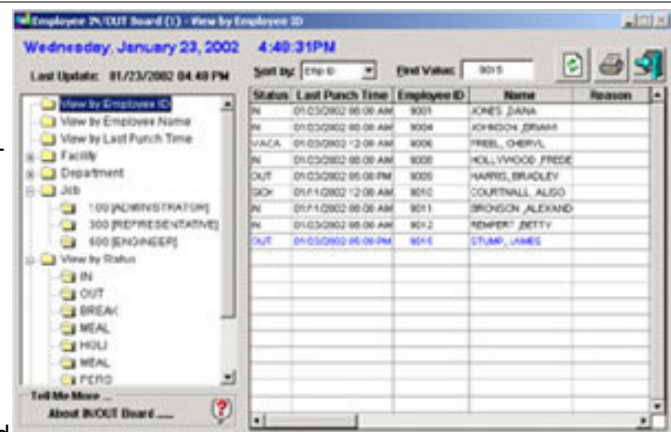 Employee IN/OUT Board (1) - View by Employee ID
Wednesday, January 23, 2002 4:40:31PM
Last Update: 01/23/2002 04:40 PM
Sort by: Emp ID Find Value: 9015
View by Employee ID
View by Employee Name
View by Last Punch Time
Facility
Department
Job
100 [ADMINISTRATOR]
300 [REPRESENTATIVE]
600 [ENGINEER]
View by Status
IN
OUT
BREAK
MEAL
HOLI
MEAL
PERS
Tell Me More ...
About IN/OUT Board .....
Status Last Punch Time Employee ID Name Reason
IN 01/23/2002 08:00 AM 9001 JONES ,DANA
IN 01/23/2002 08:00 AM 9004 JOHNSON ,BRIAN
VACA 01/23/2002 12:00 AM 9006 FREEL, CHERYL
IN 01/23/2002 08:00 AM 9008 HOLLYWOOD ,FREDE
OUT 01/23/2002 05:00 PM 9009 HARRIS, BRADLEY
SICK 01/11/2002 12:00 AM 9010 COURTNALL, ALISO
IN 01/11/2002 08:00 AM 9011 BRONSON ,ALEXAND
IN 01/23/2002 08:00 AM 9012 REMPERT ,BETTY
OUT 01/23/2002 05:00 PM 9015 STUMP, JAMES